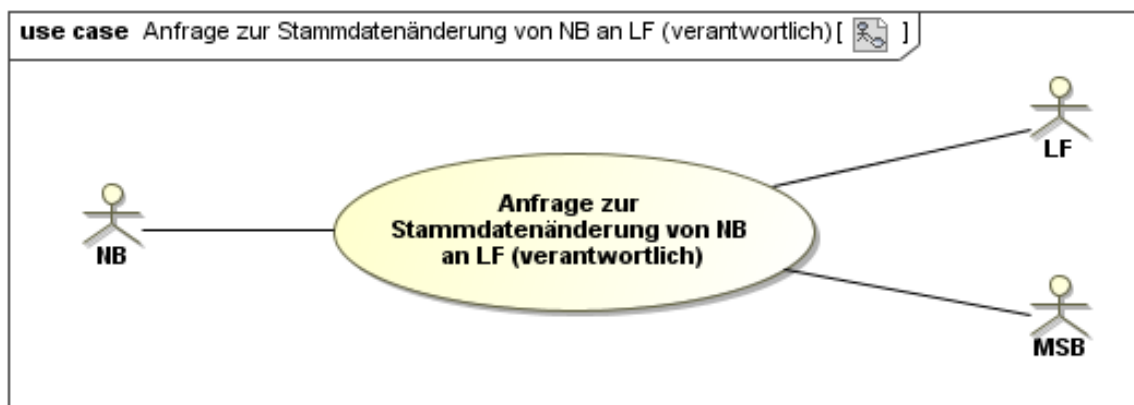 use case Anfrage zur Stammdatenänderung von NB an LF (verantwortlich) [ ]
LF
Anfrage zur
Stammdatenänderung von NB
an LF (verantwortlich)
NB
MSB